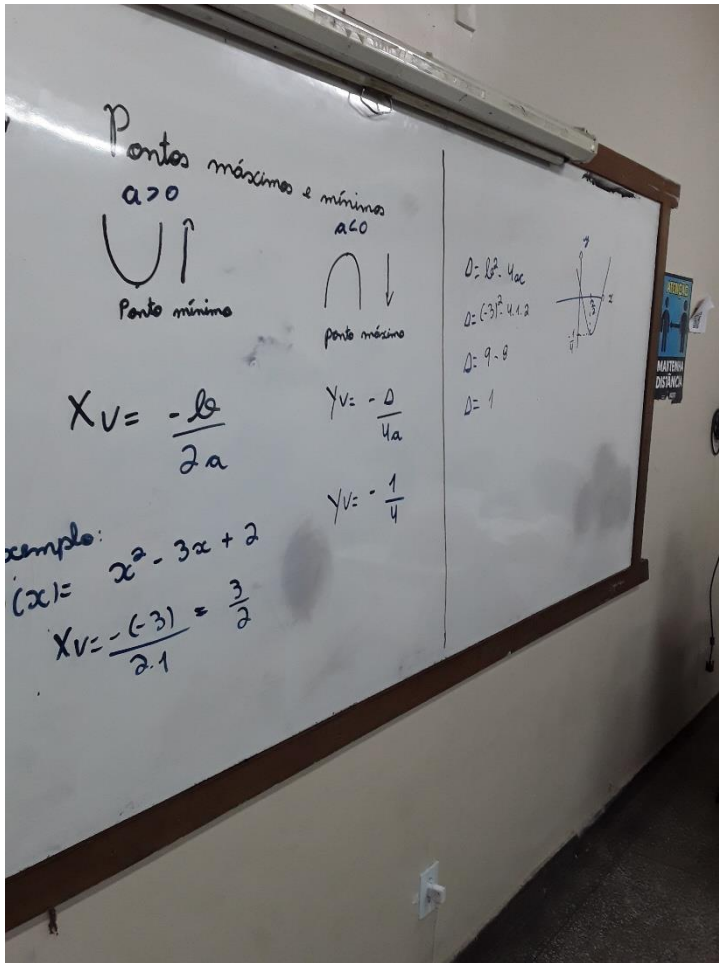 Pontos máximos e mínimos
a>0
Ponto mínimo
a<0
ponto máximo
Xv= -b/2a
Yv= -Δ/4a
Yv= -1/4
xemplo:
(x)= x² - 3x + 2
Xv= -(-3)/2.1 = 3/2
Δ= b² - 4ac
Δ= (-3)² - 4.1.2
Δ= 9 - 8
Δ= 1
y
x
-1/4
ATENÇÃO
MANTENHA
DISTÂNCIA